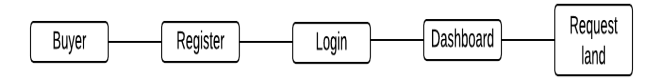 Buyer
Register
Login
Dashboard
Request
land